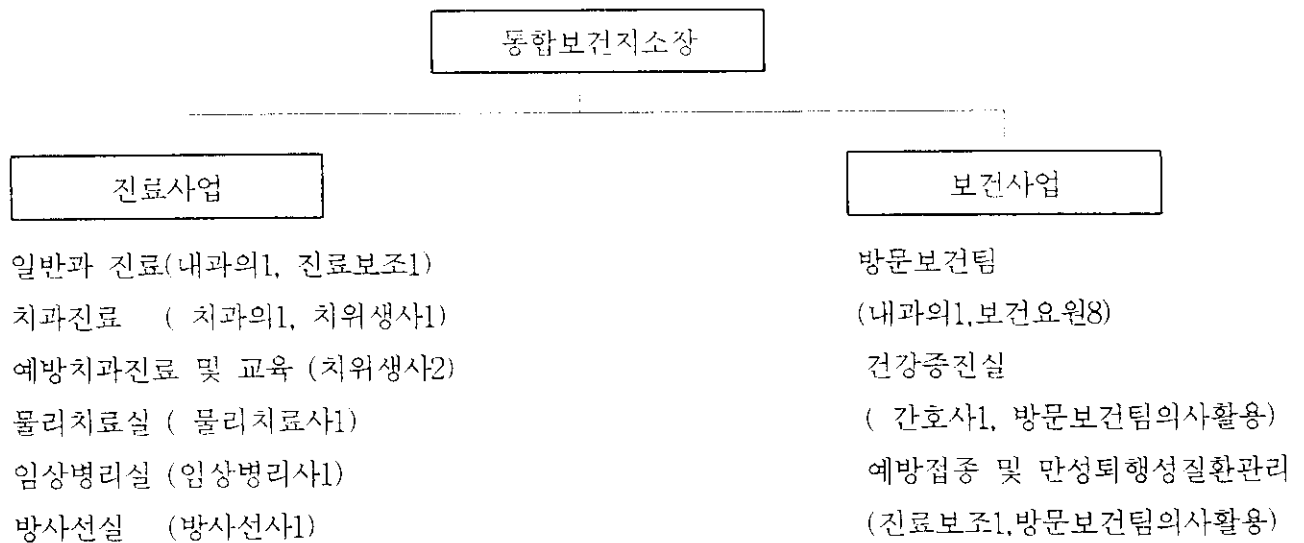 통합보건지소장
진료사업
일반과 진료(내과의1, 진료보조1)
치과진료 ( 치과의1, 치위생사1)
예방치과진료 및 교육 (치위생사2)
물리치료실 ( 물리치료사1)
임상병리실 (임상병리사1)
방사선실 (방사선사1)
보건사업
방문보건팀
(내과의1,보건요원8)
건강증진실
( 간호사1, 방문보건팀의사활용)
예방접종 및 만성퇴행성질환관리
(진료보조1,방문보건팀의사활용)